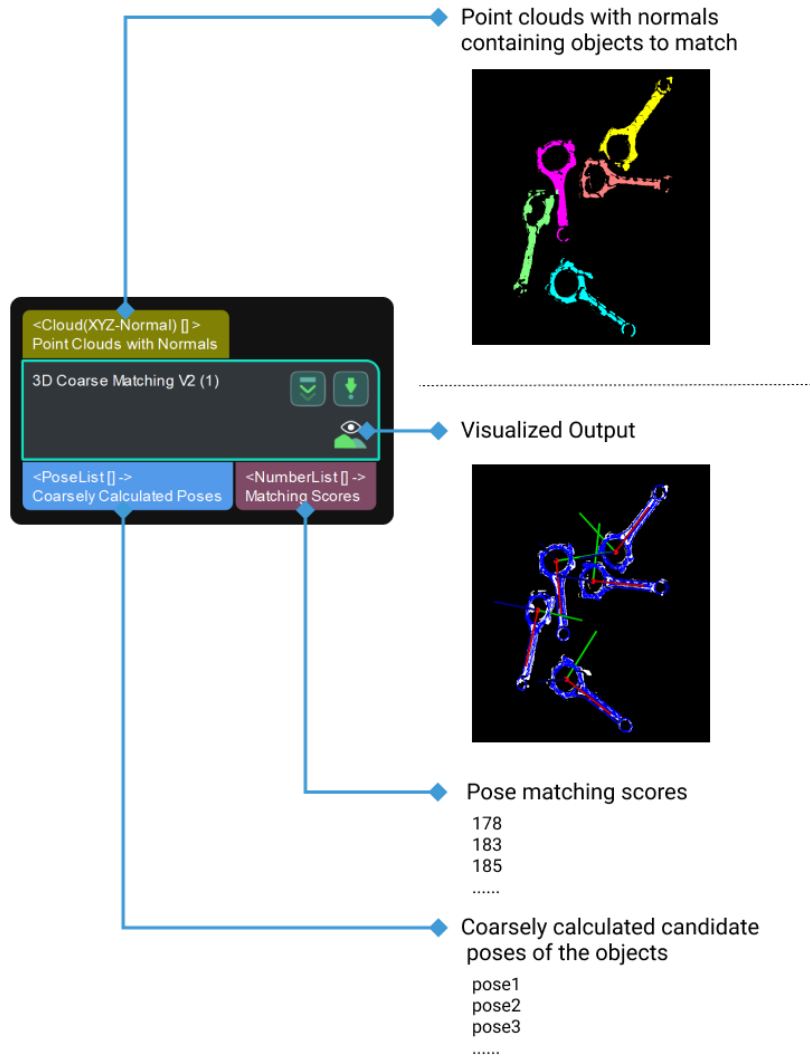 Point clouds with normals
containing objects to match
<Cloud(XYZ-Normal) [] >
Point Clouds with Normals
3D Coarse Matching V2 (1)
<PoseList [] ->
Coarsely Calculated Poses
<NumberList [] ->
Matching Scores
Visualized Output
Pose matching scores
178
183
185
......
Coarsely calculated candidate
poses of the objects
pose1
pose2
pose3
......